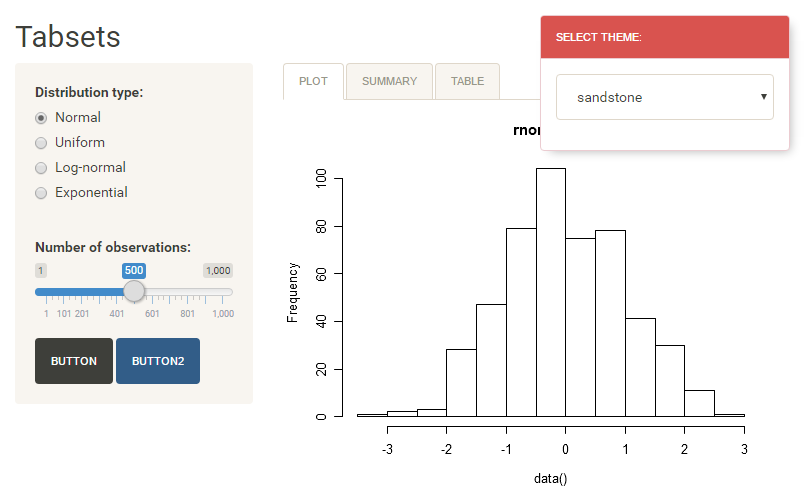 Tabsets
SELECT THEME:
sandstone
Distribution type:
Normal
Uniform
Log-normal
Exponential
Number of observations:
1 500 1,000
1 101 201 401 601 801 1,000
BUTTON BUTTON2
PLOT SUMMARY TABLE
Frequency
100
80
60
40
20
0
-3 -2 -1 0 1 2 3
data()